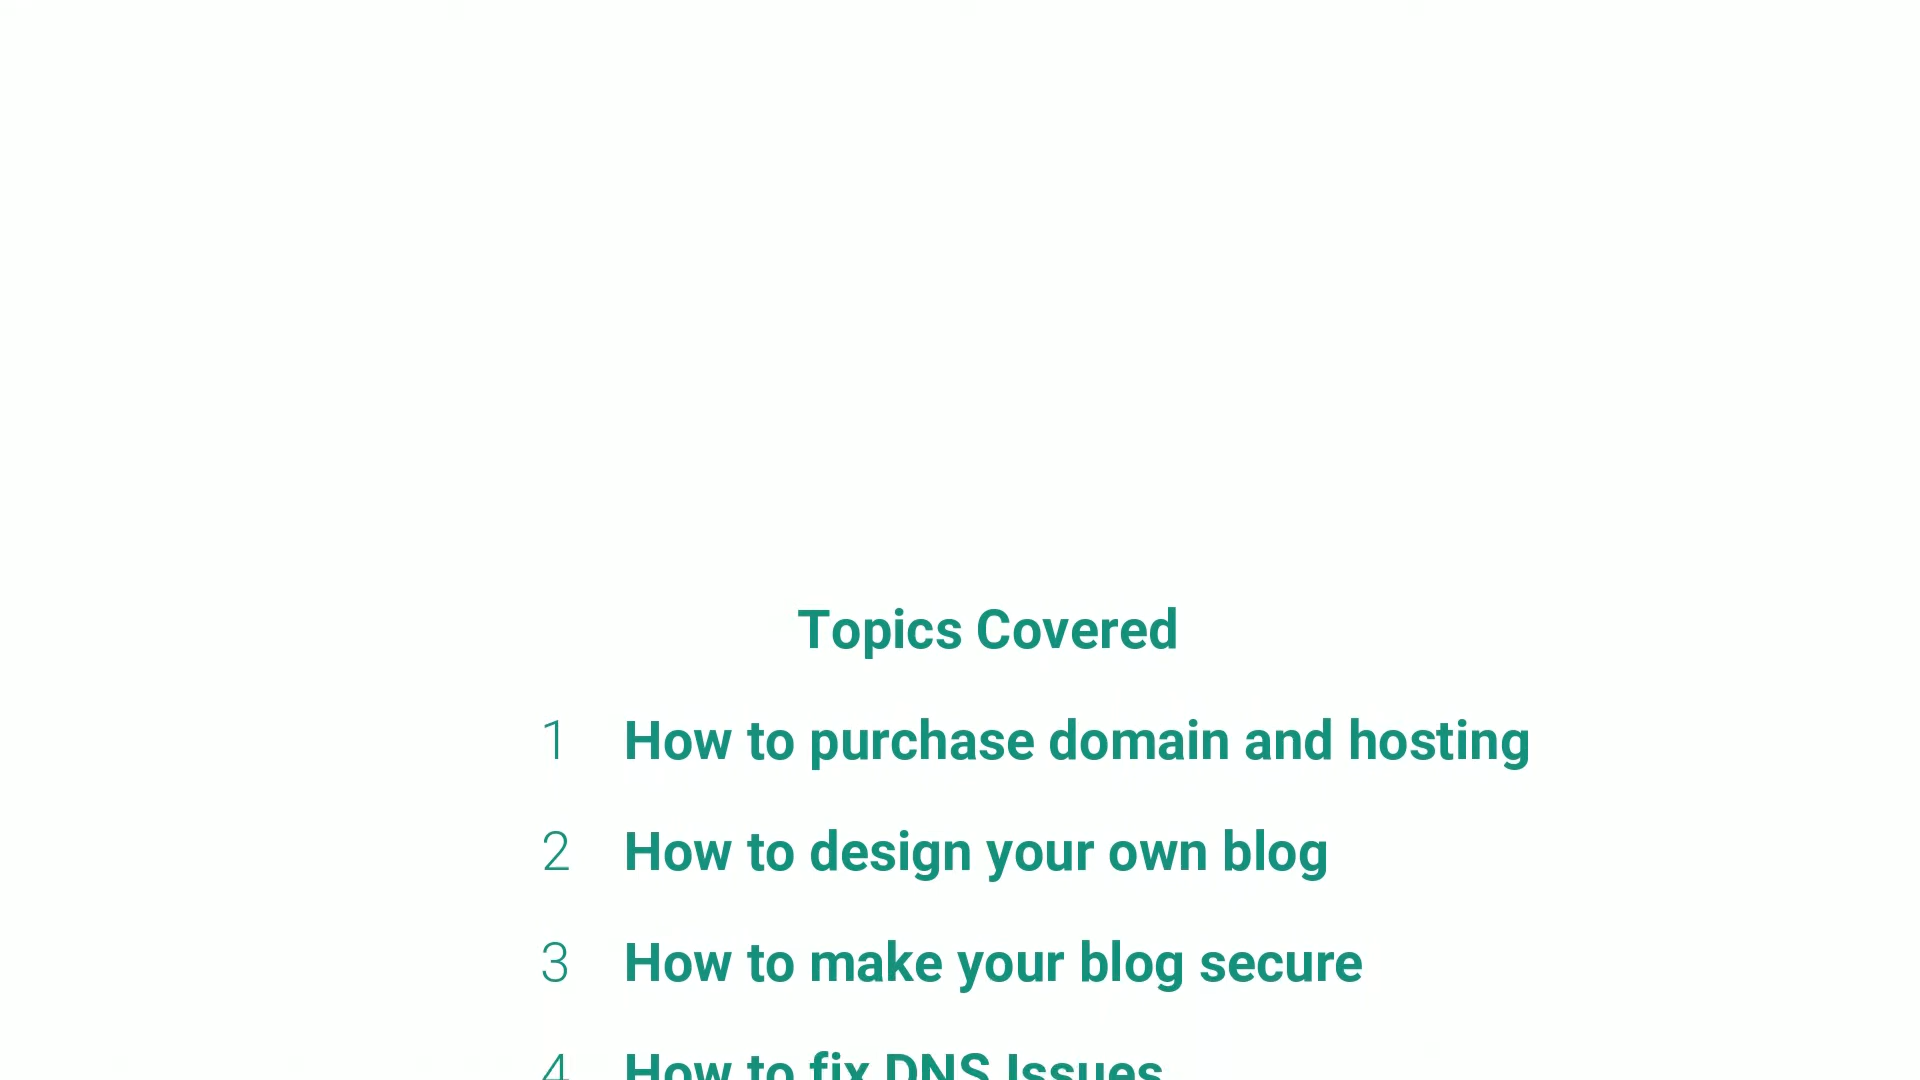 Topics Covered
1 How to purchase domain and hosting
2 How to design your own blog
3 How to make your blog secure
4 How to fix DNS Issues